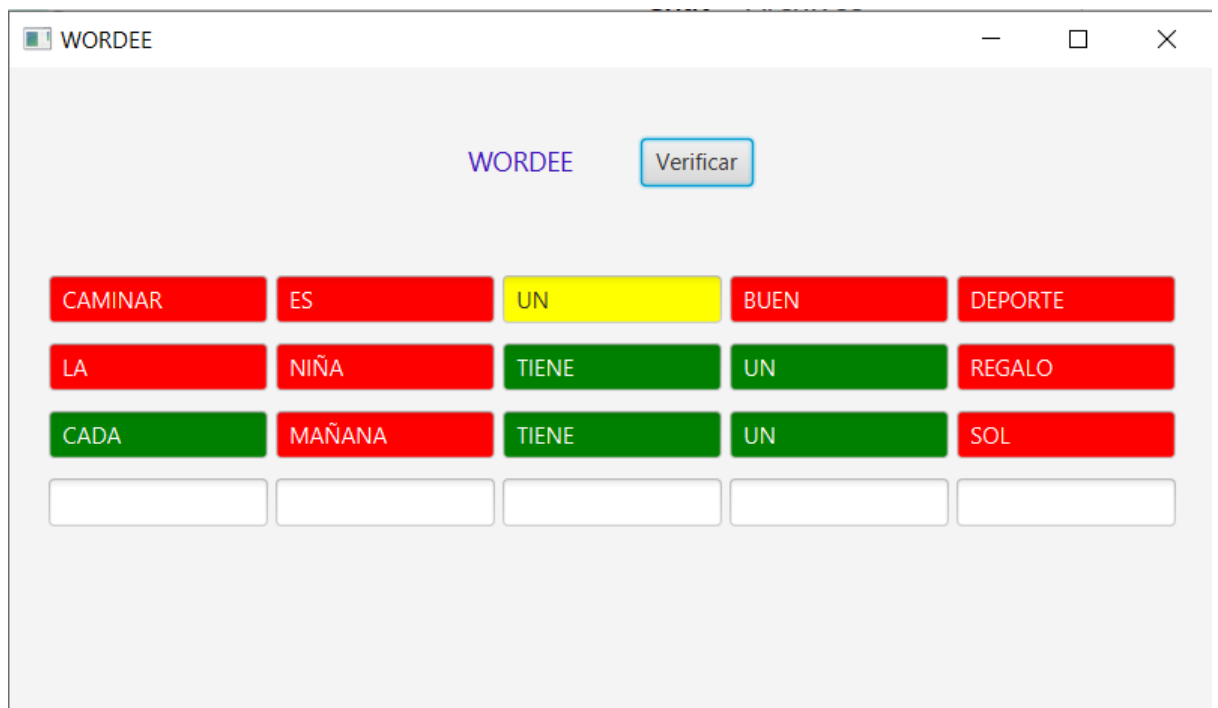 WORDEE
WORDEE Verificar
CAMINAR ES UN BUEN DEPORTE
LA NIÑA TIENE UN REGALO
CADA MAÑANA TIENE UN SOL